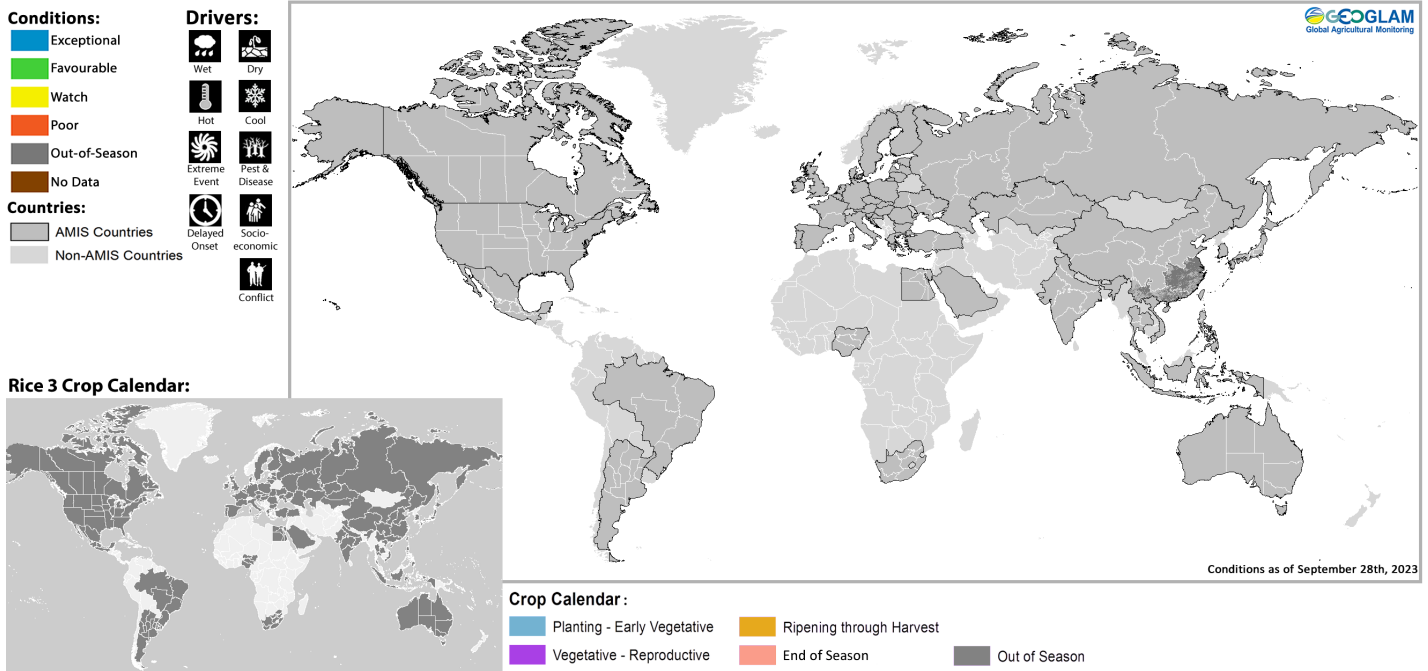 Conditions:
Exceptional
Favourable
Watch
Poor
Out-of-Season
No Data
Countries:
AMIS Countries
Non-AMIS Countries
Drivers:
Wet
Dry
Hot
Cool
Extreme
Event
Pest &
Disease
Delayed
Onset
Socio-
economic
Conflict
GEOGLAM
Global Agricultural Monitoring
Conditions as of September 28th, 2023
Rice 3 Crop Calendar:
Crop Calendar :
Planting - Early Vegetative
Ripening through Harvest
Vegetative - Reproductive
End of Season
Out of Season